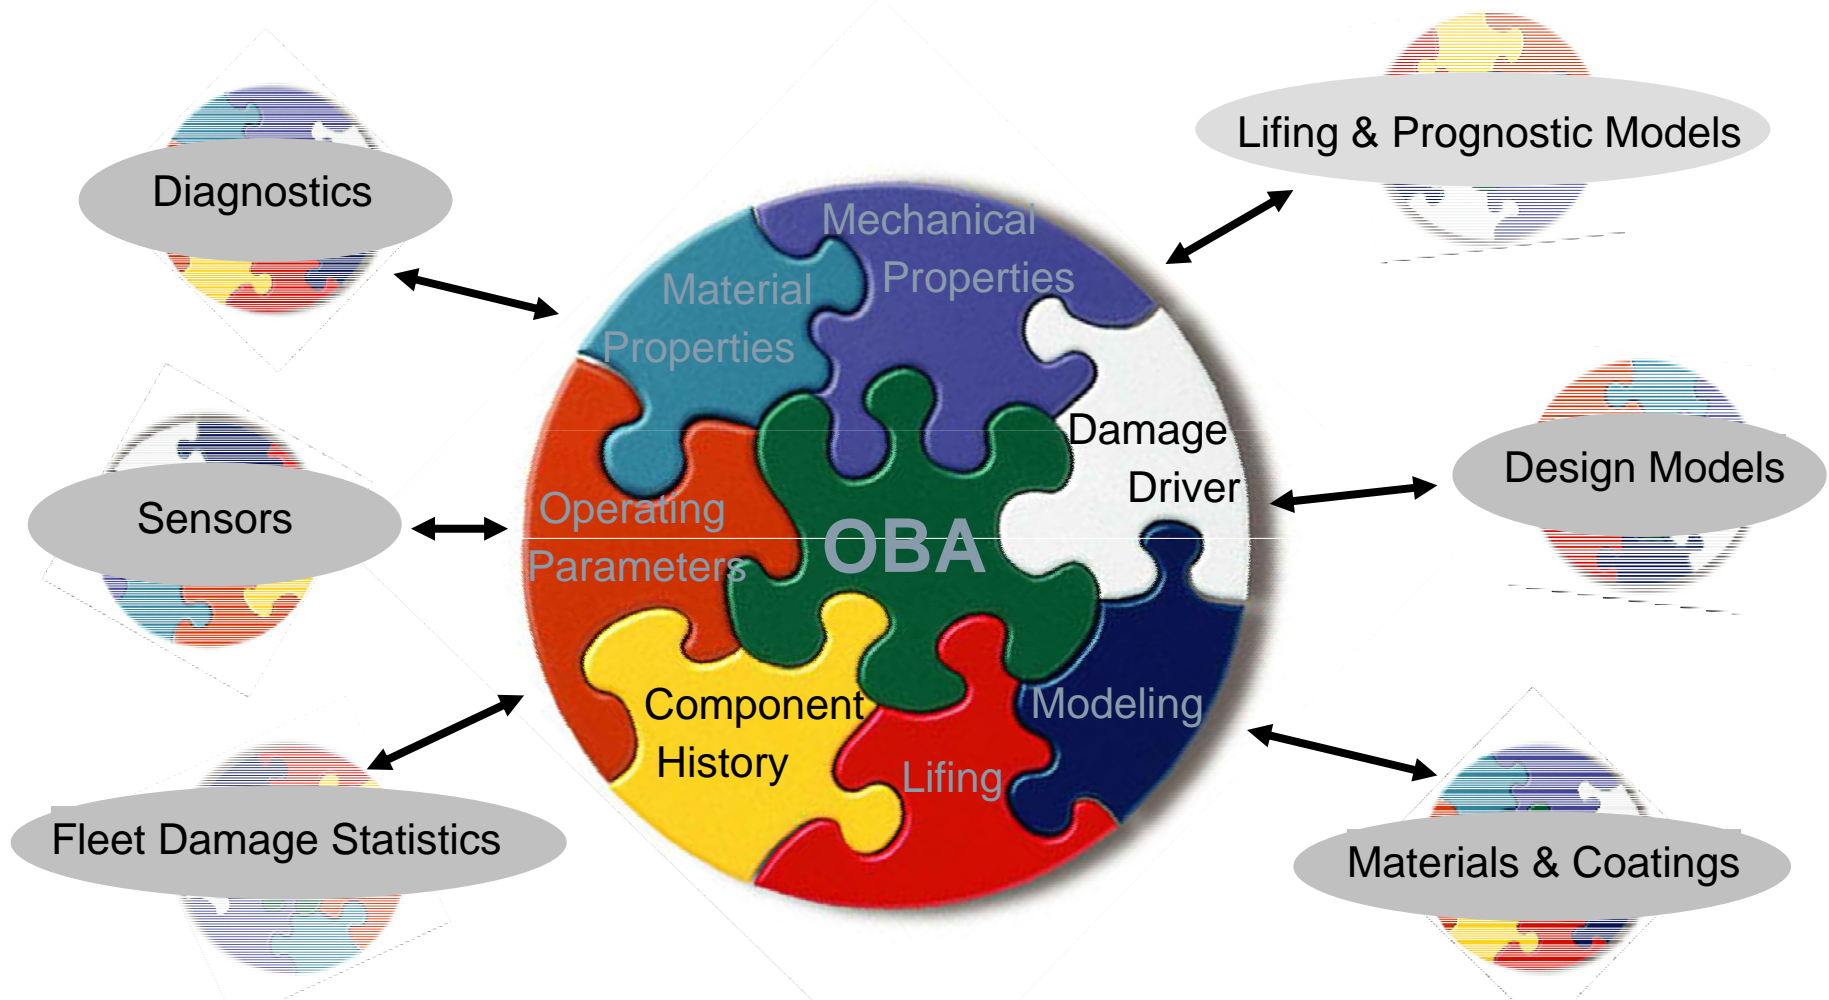 Diagnostics
Lifing & Prognostic Models
Mechanical
Properties
Material
Properties
Damage
Driver
Design Models
Sensors
Operating
Parameters
OBA
Component
History
Modeling
Lifing
Fleet Damage Statistics
Materials & Coatings